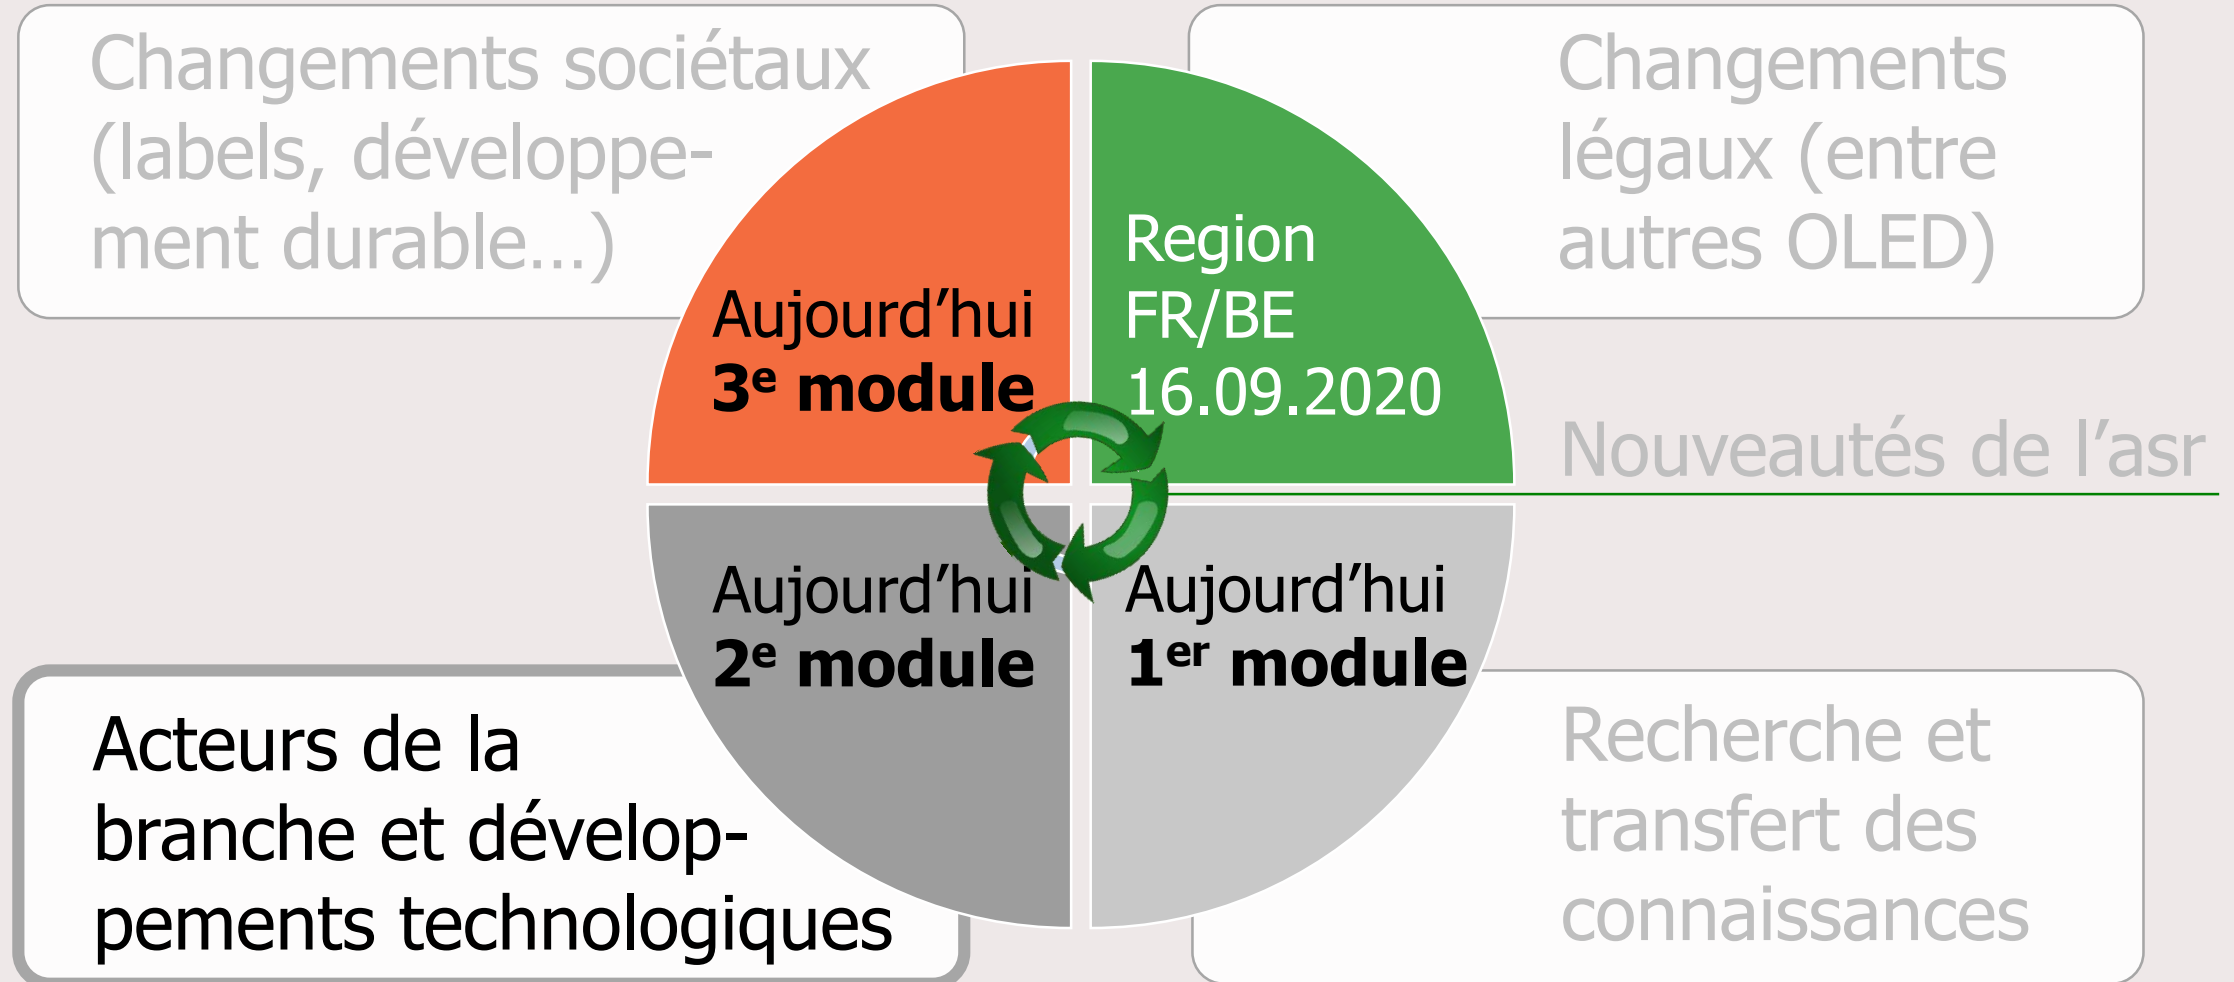 Changements sociétaux
(labels, développe-
ment durable…)
Changements
légaux (entre
autres OLED)
Aujourd’hui
3e module
Region
FR/BE
16.09.2020
Nouveautés de l’asr
Aujourd’hui
2e module
Aujourd’hui
1er module
Acteurs de la
branche et dévelop-
pements technologiques
Recherche et
transfert des
connaissances